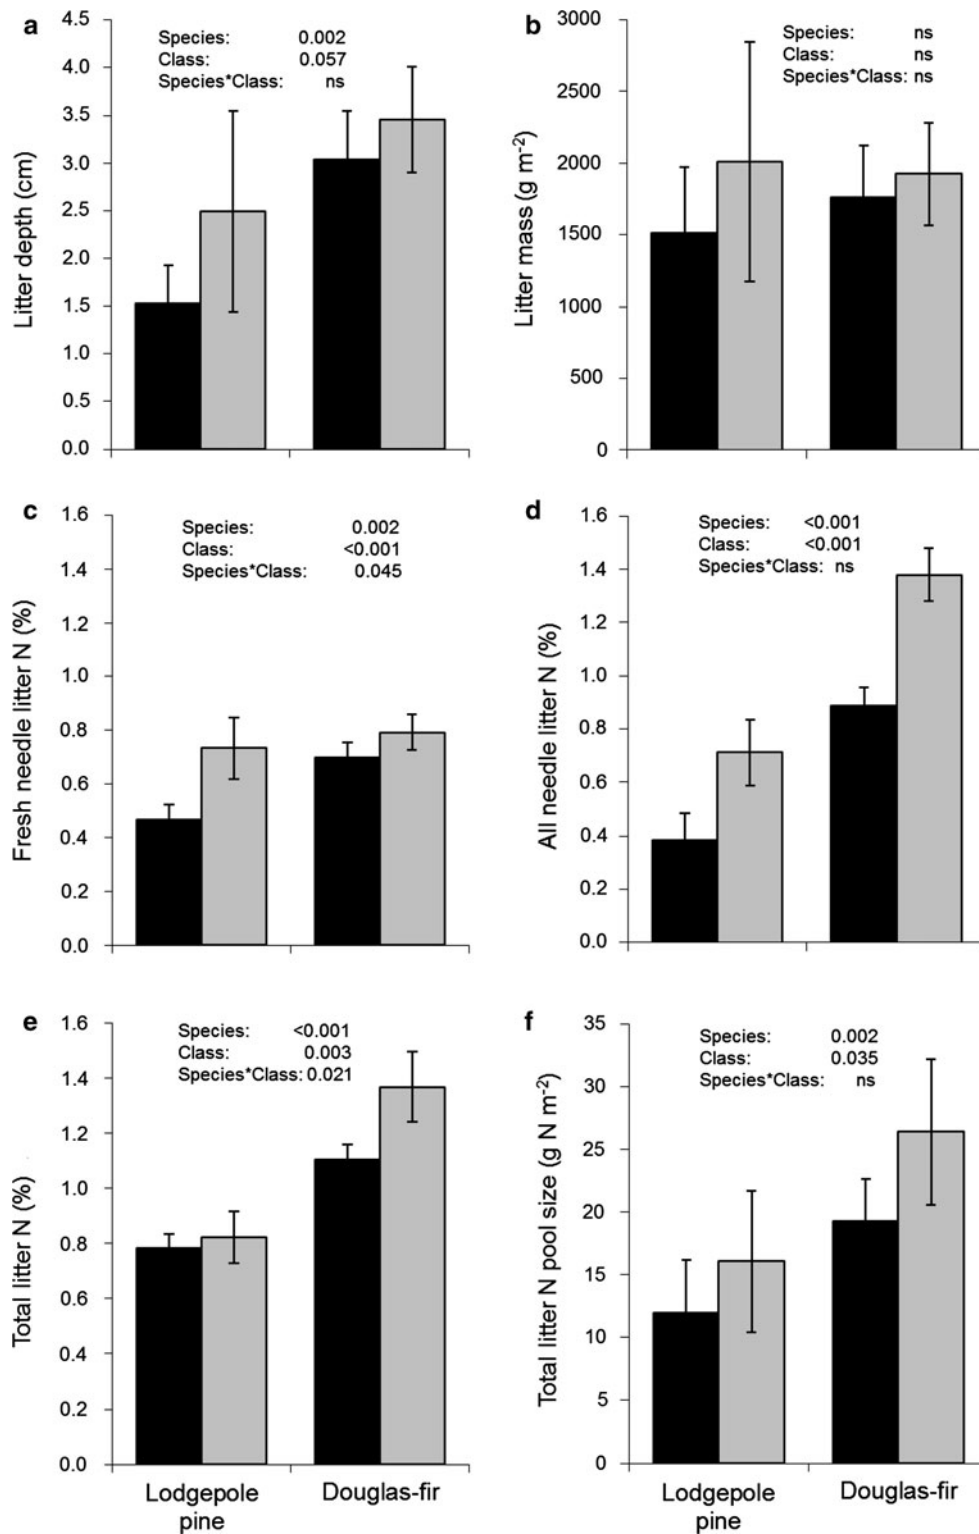 a
4.5
4.0
3.5
3.0
2.5
2.0
1.5
1.0
0.5
0.0
Litter depth (cm)
Species: 0.002
Class: 0.057
Species*Class: ns
b
3000
2500
2000
1500
1000
500
0
Litter mass (g m⁻²)
Species: ns
Class: ns
Species*Class: ns
c
1.6
1.4
1.2
1.0
0.8
0.6
0.4
0.2
0.0
Fresh needle litter N (%)
Species: 0.002
Class: <0.001
Species*Class: 0.045
d
1.6
1.4
1.2
1.0
0.8
0.6
0.4
0.2
0.0
All needle litter N (%)
Species: <0.001
Class: <0.001
Species*Class: ns
e
1.6
1.4
1.2
1.0
0.8
0.6
0.4
0.2
0.0
Total litter N (%)
Species: <0.001
Class: 0.003
Species*Class: 0.021
Lodgepole
pine
Douglas-fir
f
35
30
25
20
15
10
5
0
Total litter N pool size (g N m⁻²)
Species: 0.002
Class: 0.035
Species*Class: ns
Lodgepole
pine
Douglas-fir